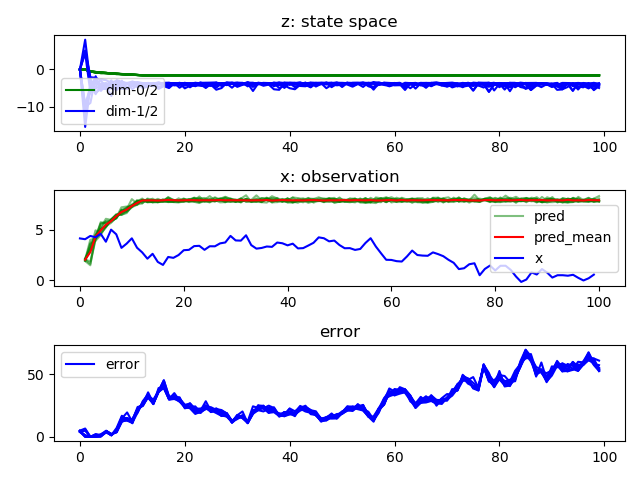 z: state space
0
−10
dim-0/2
dim-1/2
0 20 40 60 80 100
x: observation
5
0
pred
pred_mean
x
0 20 40 60 80 100
error
50
0
error
0 20 40 60 80 100